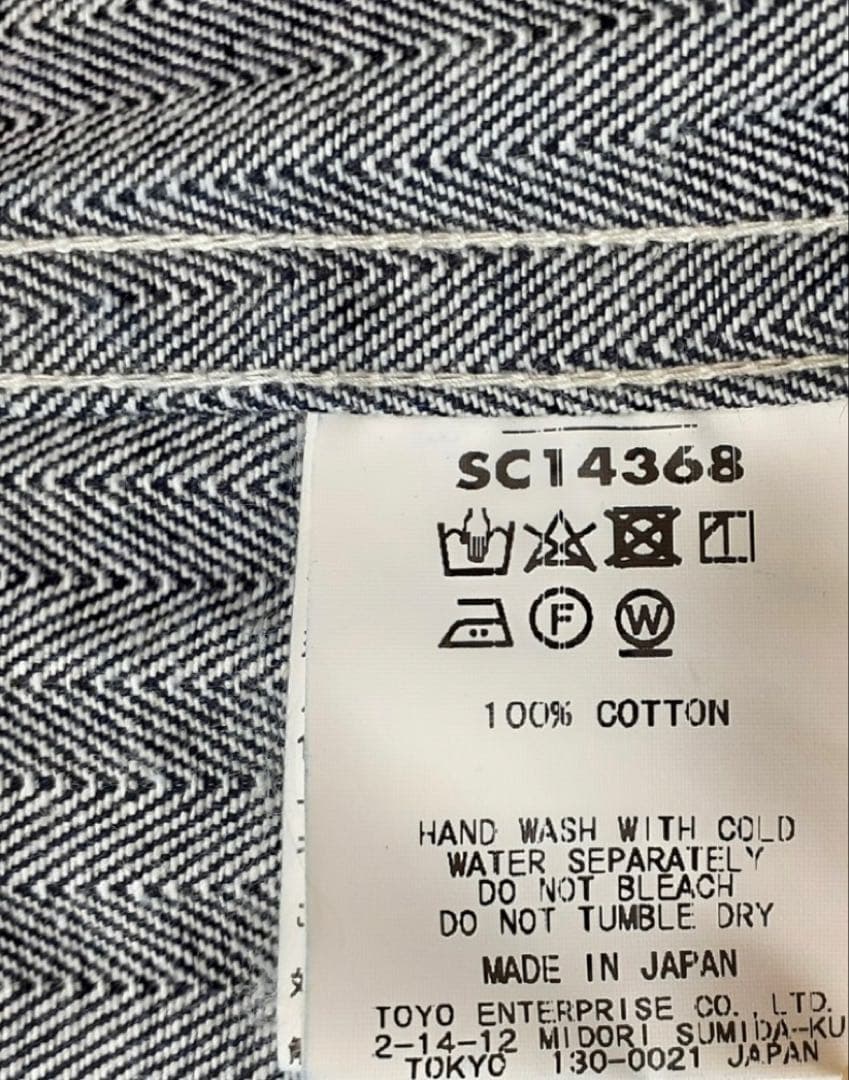 SC14368
F W
100% COTTON
HAND WASH WITH COLD
WATER SEPARATELY
DO NOT BLEACH
DO NOT TUMBLE DRY
MADE IN JAPAN
TOYO ENTERPRISE CO., LTD.
2-14-12 MIDORI SUMIDA-KU
TOKYO 130-0021 JAPAN